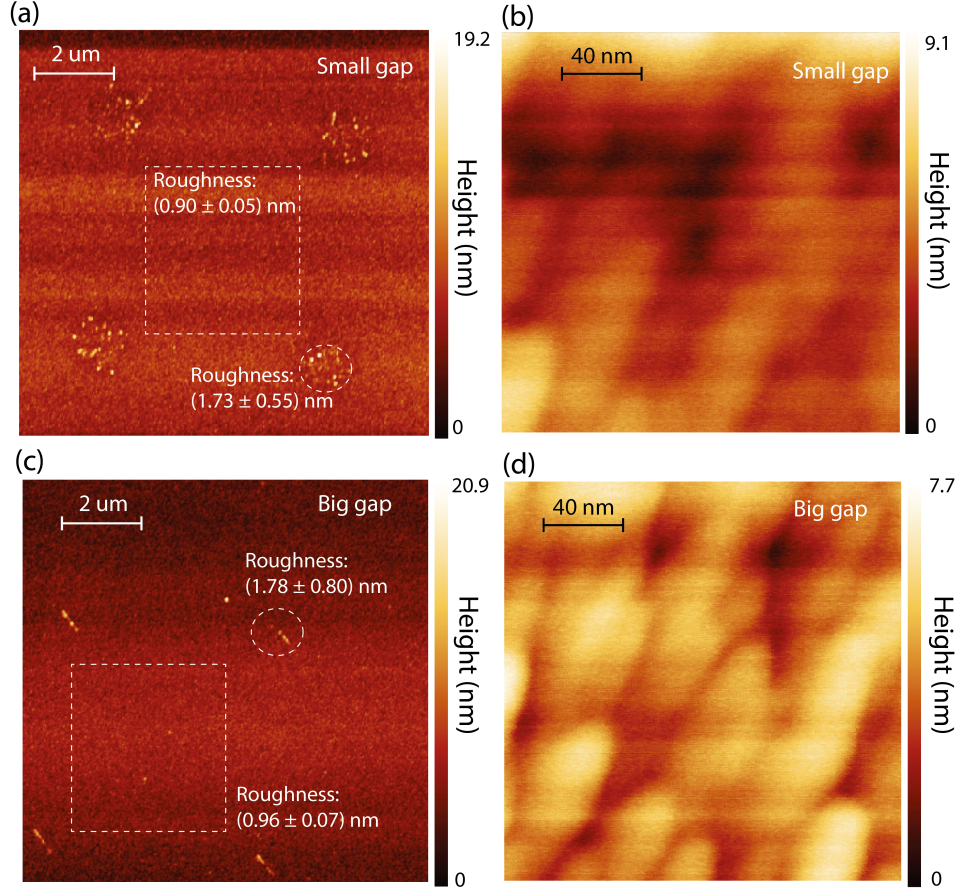 (a)
2 um
Small gap
Roughness:
(0.90 ± 0.05) nm
Roughness:
(1.73 ± 0.55) nm
19.2
Height (nm)
0
(b)
40 nm
Small gap
9.1
Height (nm)
0
(c)
2 um
Big gap
Roughness:
(1.78 ± 0.80) nm
Roughness:
(0.96 ± 0.07) nm
20.9
Height (nm)
0
(d)
40 nm
Big gap
7.7
Height (nm)
0